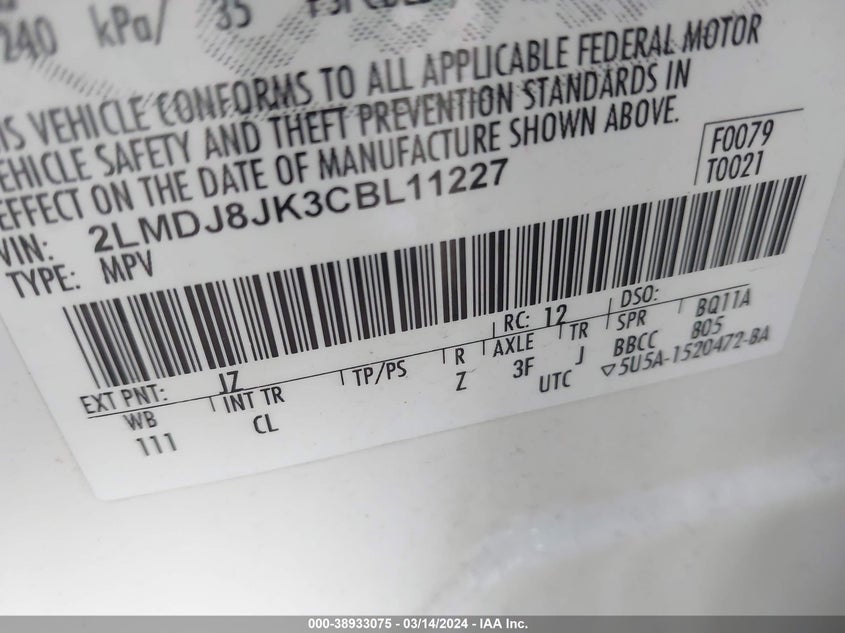 240 kPa/ 35
IS VEHICLE CONFORMS TO ALL APPLICABLE FEDERAL MOTOR
EHICLE SAFETY AND THEFT PREVENTION STANDARDS IN
EFFECT ON THE DATE OF MANUFACTURE SHOWN ABOVE.
VIN: 2LMDJ8JK3CBL11227
TYPE: MPV
F0079
T0021
EXT PNT: JZ RC: 12 DSO:
WB INT TR TP/PS R AXLE TR SPR BQ11A
111 CL Z 3F J BBCC 805
UTC ▽5U5A-1520472-BA
000-38933075 — 03/14/2024 — IAA Inc.